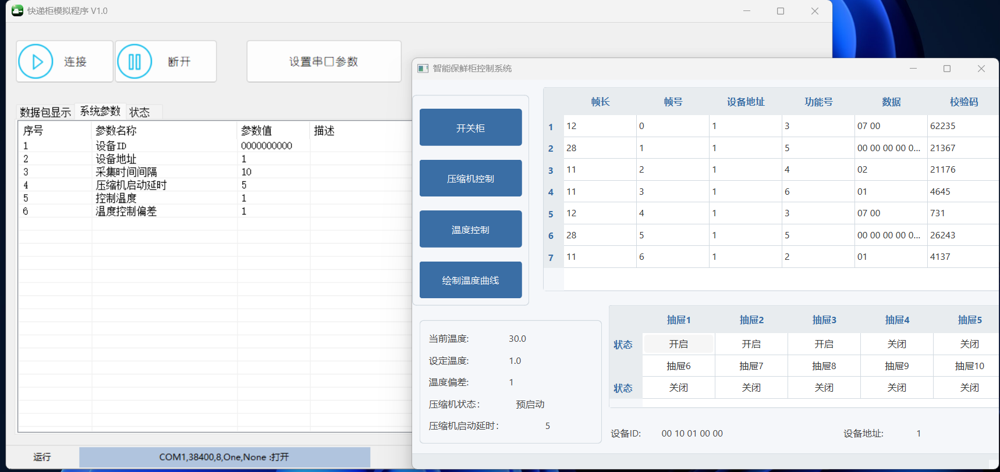 快递柜模拟程序 V1.0
连接
断开
设置串口参数
数据包显示 系统参数 状态
序号 参数名称 参数值 描述
1 设备ID 0000000000
2 设备地址 1
3 采集时间间隔 10
4 压缩机启动延时 5
5 控制温度 1
6 温度控制偏差 1
运行 COM1,38400,8,One,None :打开
智能保鲜柜控制系统
开关柜
压缩机控制
温度控制
绘制温度曲线
帧长 帧号 设备地址 功能号 数据 校验码
1 12 0 1 3 07 00 62235
2 28 1 1 5 00 00 00 00 0... 21367
3 11 2 1 4 02 21176
4 11 3 1 6 01 4645
5 12 4 1 3 07 00 731
6 28 5 1 5 00 00 00 00 0... 26243
7 11 6 1 2 01 4137
当前温度: 30.0
设定温度: 1.0
温度偏差: 1
压缩机状态: 预启动
压缩机启动延时: 5
抽屉1 抽屉2 抽屉3 抽屉4 抽屉5
状态 开启 开启 开启 关闭 关闭
抽屉6 抽屉7 抽屉8 抽屉9 抽屉10
状态 关闭 关闭 关闭 关闭 关闭
设备ID: 00 10 01 00 00 设备地址: 1